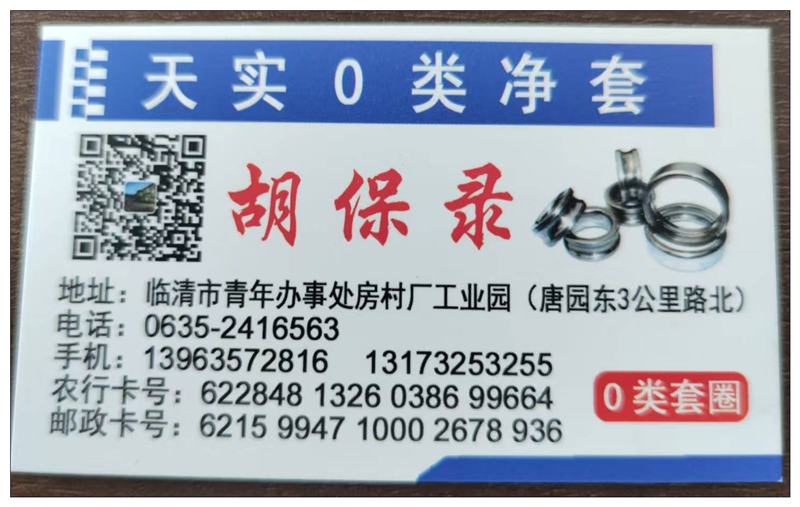 天实0类净套
胡保录
地址：临清市青年办事处房村厂工业园（唐园东3公里路北）
电话：0635-2416563
手机：13963572816 13173253255
农行卡号：622848 1326 0386 99664
邮政卡号：6215 9947 1000 2678 936
0类套圈